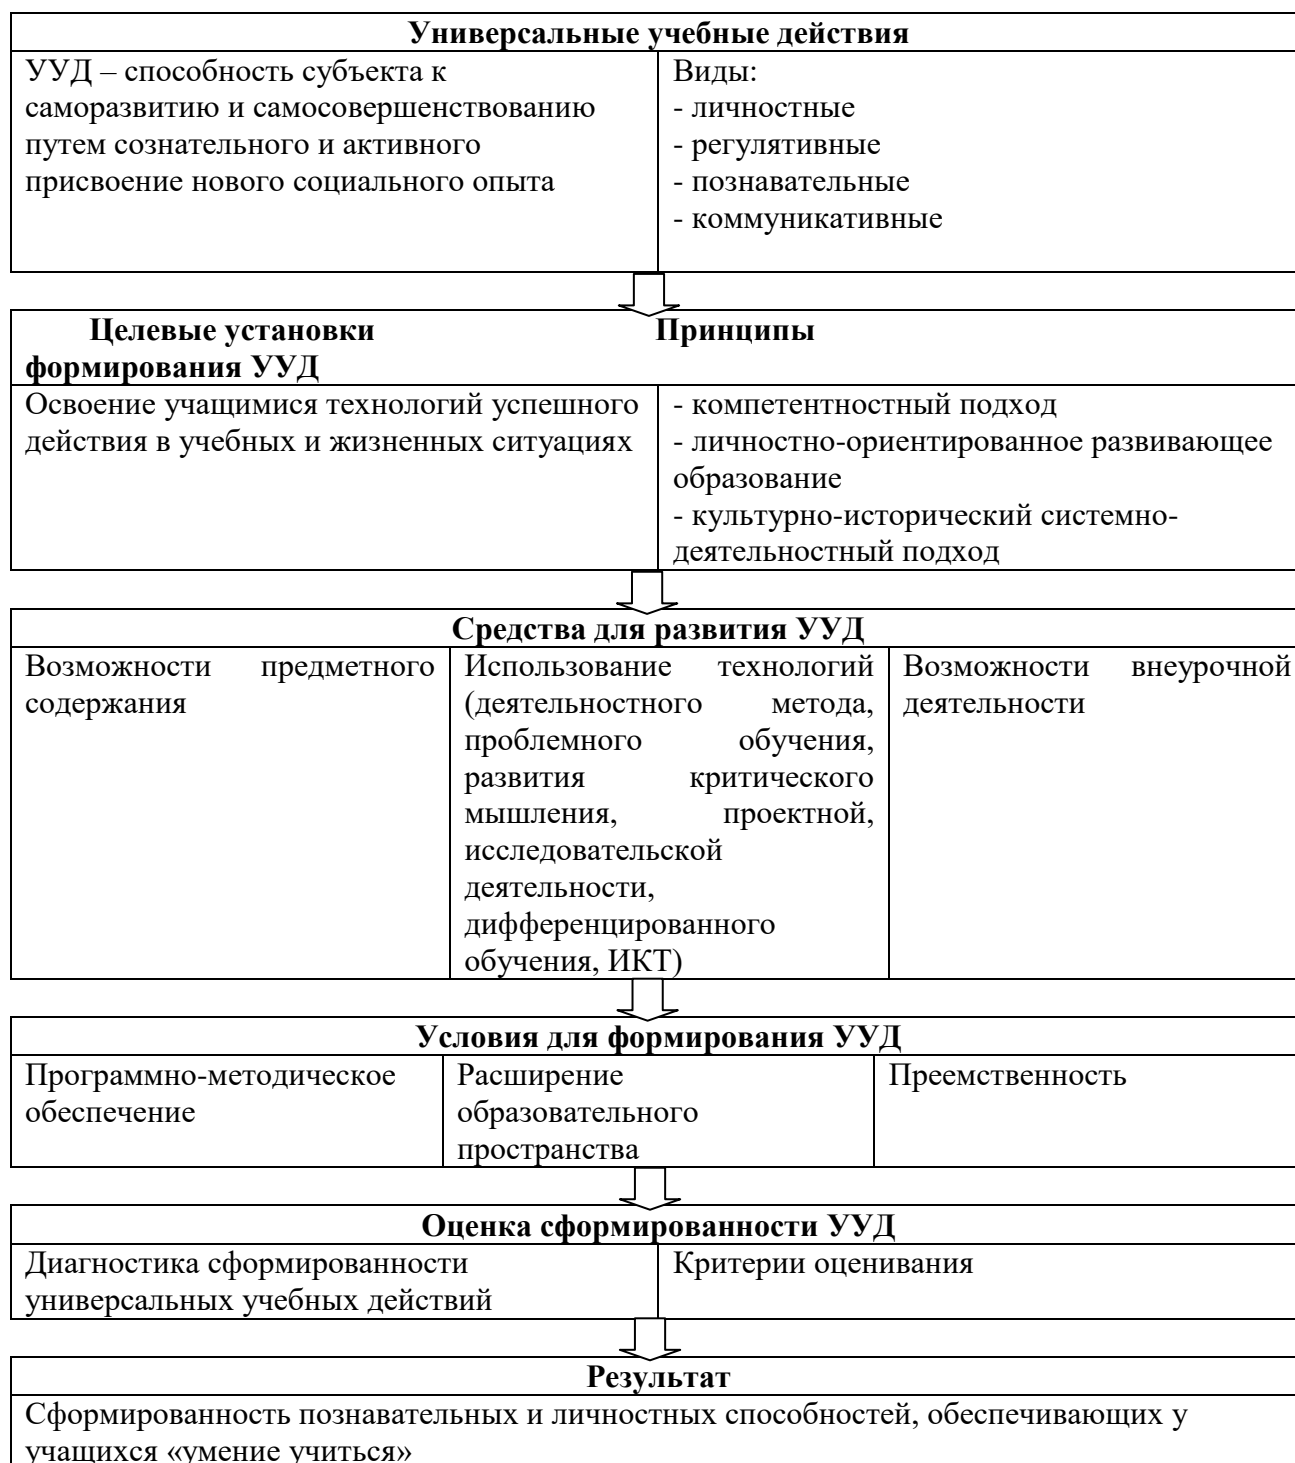 Универсальные учебные действия
УУД – способность субъекта к
саморазвитию и самосовершенствованию
путем сознательного и активного
присвоение нового социального опыта
Виды:
- личностные
- регулятивные
- познавательные
- коммуникативные
Целевые установки
формирования УУД
Принципы
Освоение учащимися технологий успешного
действия в учебных и жизненных ситуациях
- компетентностный подход
- личностно-ориентированное развивающее
образование
- культурно-исторический системно-
деятельностный подход
Средства для развития УУД
Возможности предметного
содержания
Использование технологий
(деятельностного метода,
проблемного обучения,
развития критического
мышления, проектной,
исследовательской
деятельности,
дифференцированного
обучения, ИКТ)
Возможности внеурочной
деятельности
Условия для формирования УУД
Программно-методическое
обеспечение
Расширение
образовательного
пространства
Преемственность
Оценка сформированности УУД
Диагностика сформированности
универсальных учебных действий
Критерии оценивания
Результат
Сформированность познавательных и личностных способностей, обеспечивающих у
учащихся «умение учиться»